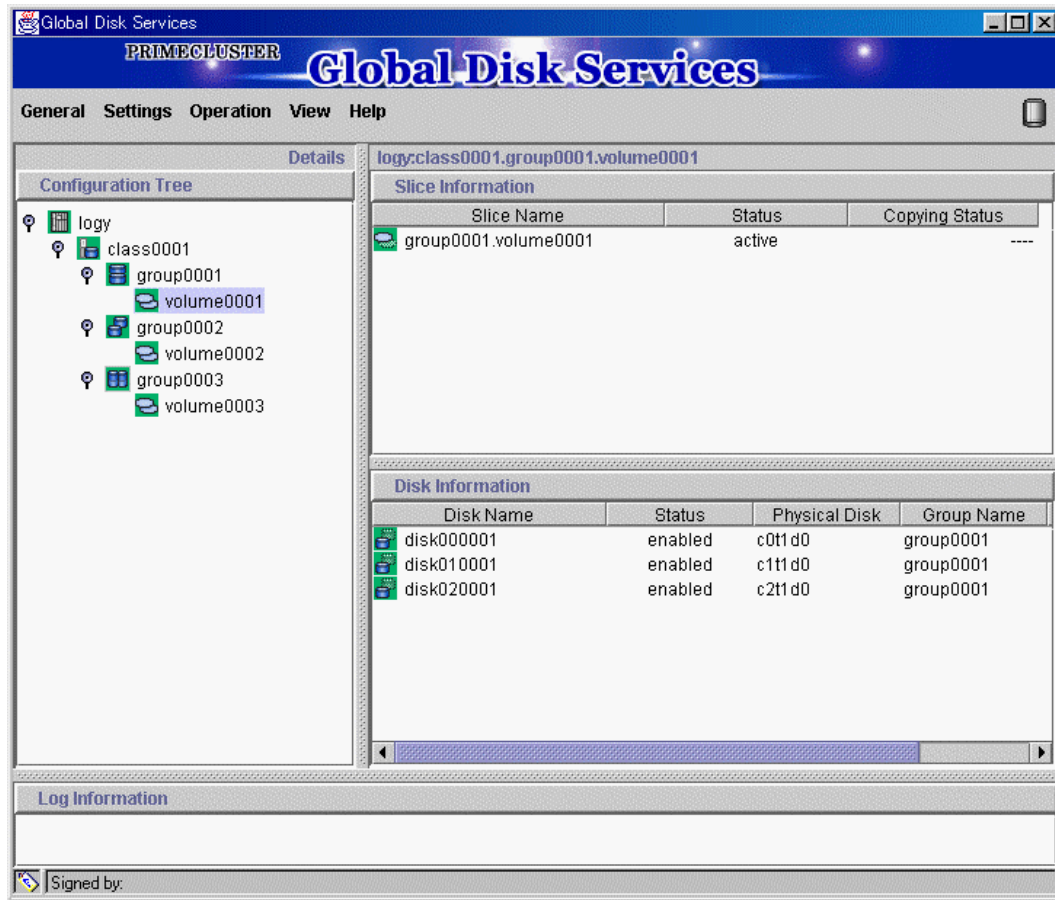 Global Disk Services
PRIMECLUSTER
Global Disk Services
General Settings Operation View Help
Details
logy:class0001.group0001.volume0001
Configuration Tree
logy
class0001
group0001
volume0001
group0002
volume0002
group0003
volume0003
Slice Information
Slice Name Status Copying Status
group0001.volume0001 active ----
Disk Information
Disk Name Status Physical Disk Group Name
disk000001 enabled c0t1d0 group0001
disk010001 enabled c1t1d0 group0001
disk020001 enabled c2t1d0 group0001
Log Information
Signed by: